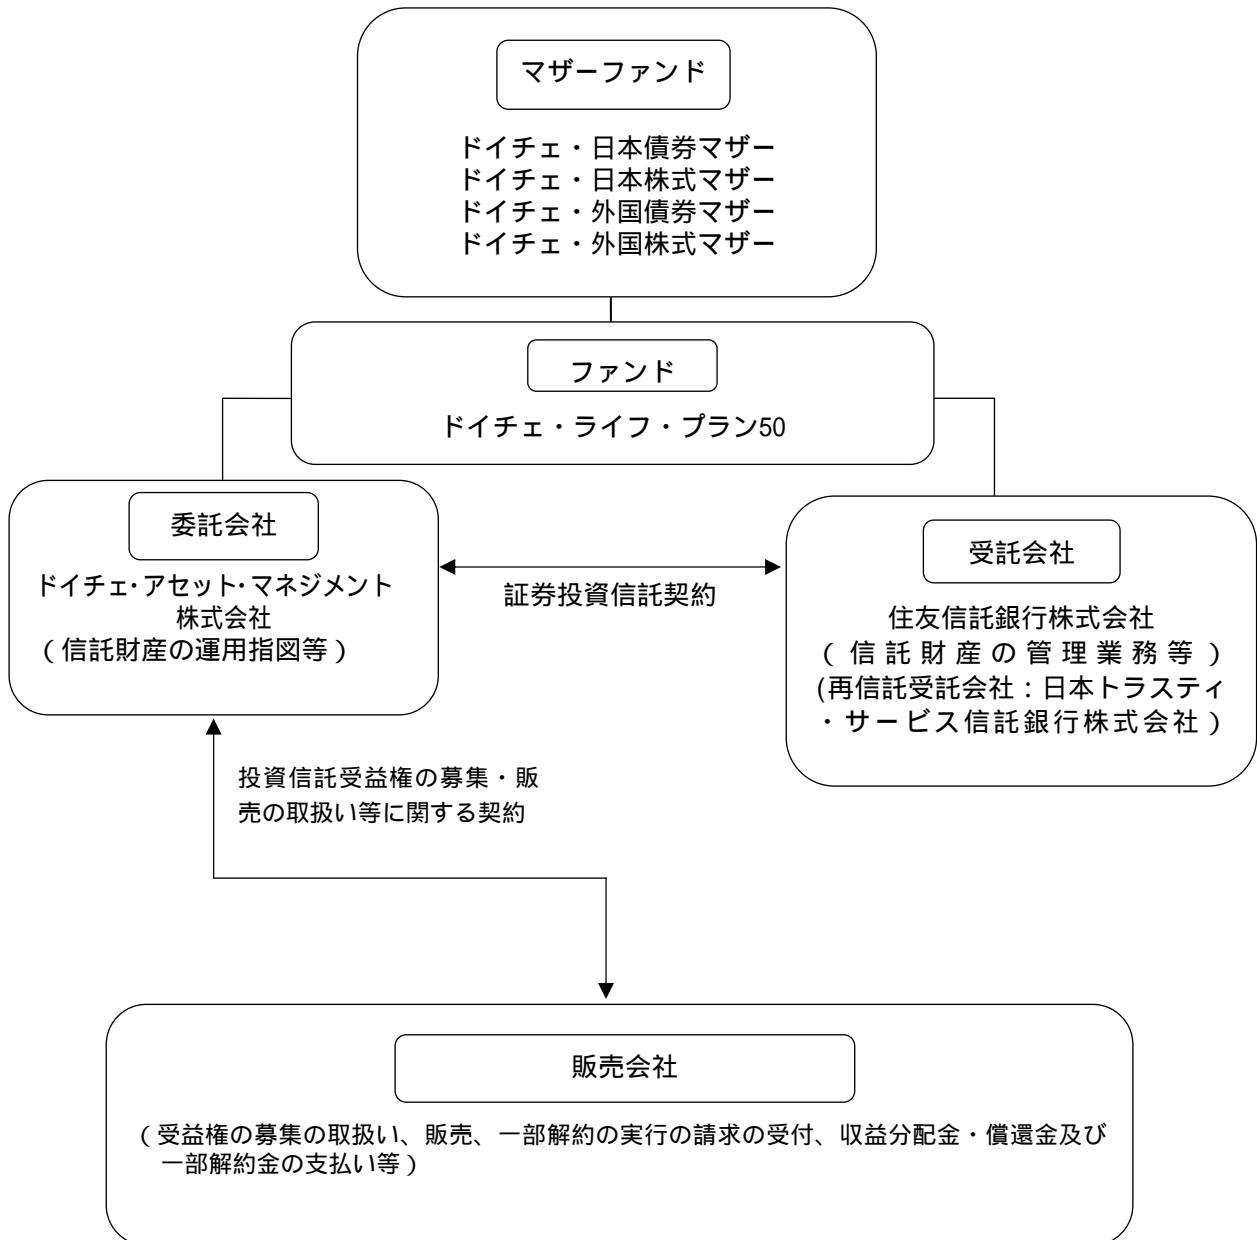 マザーファンド
ドイチェ・日本債券マザー
ドイチェ・日本株式マザー
ドイチェ・外国債券マザー
ドイチェ・外国株式マザー
ファンド
ドイチェ・ライフ・プラン50
委託会社
ドイチェ・アセット・マネジメント
株式会社
（信託財産の運用指図等）
証券投資信託契約
受託会社
住友信託銀行株式会社
（信託財産の管理業務等）
(再信託受託会社：日本トラスティ
・サービス信託銀行株式会社）
投資信託受益権の募集・販
売の取扱い等に関する契約
販売会社
（受益権の募集の取扱い、販売、一部解約の実行の請求の受付、収益分配金・償還金及び
一部解約金の支払い等）